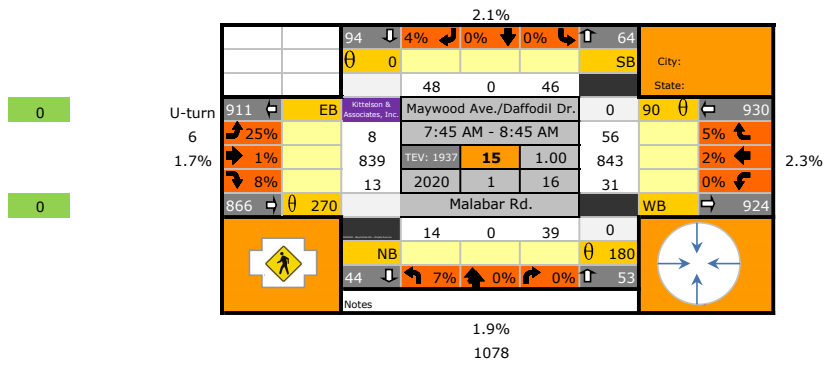 2.1%
94 4% 0% 0% 64
θ 0 SB City:
48 0 46 State:
0 U-turn 911 EB Kittelson & Associates, Inc. Maywood Ave./Daffodil Dr. 0 90 θ 930
6 25% 8 7:45 AM - 8:45 AM 56 5%
1.7% 1% 839 TEV: 1937 15 1.00 843 2% 2.3%
8% 13 2020 1 16 31 0%
0 866 θ 270 Malabar Rd. WB 924
14 0 39 0
NB θ 180
44 7% 0% 0% 53
Notes
1.9%
1078